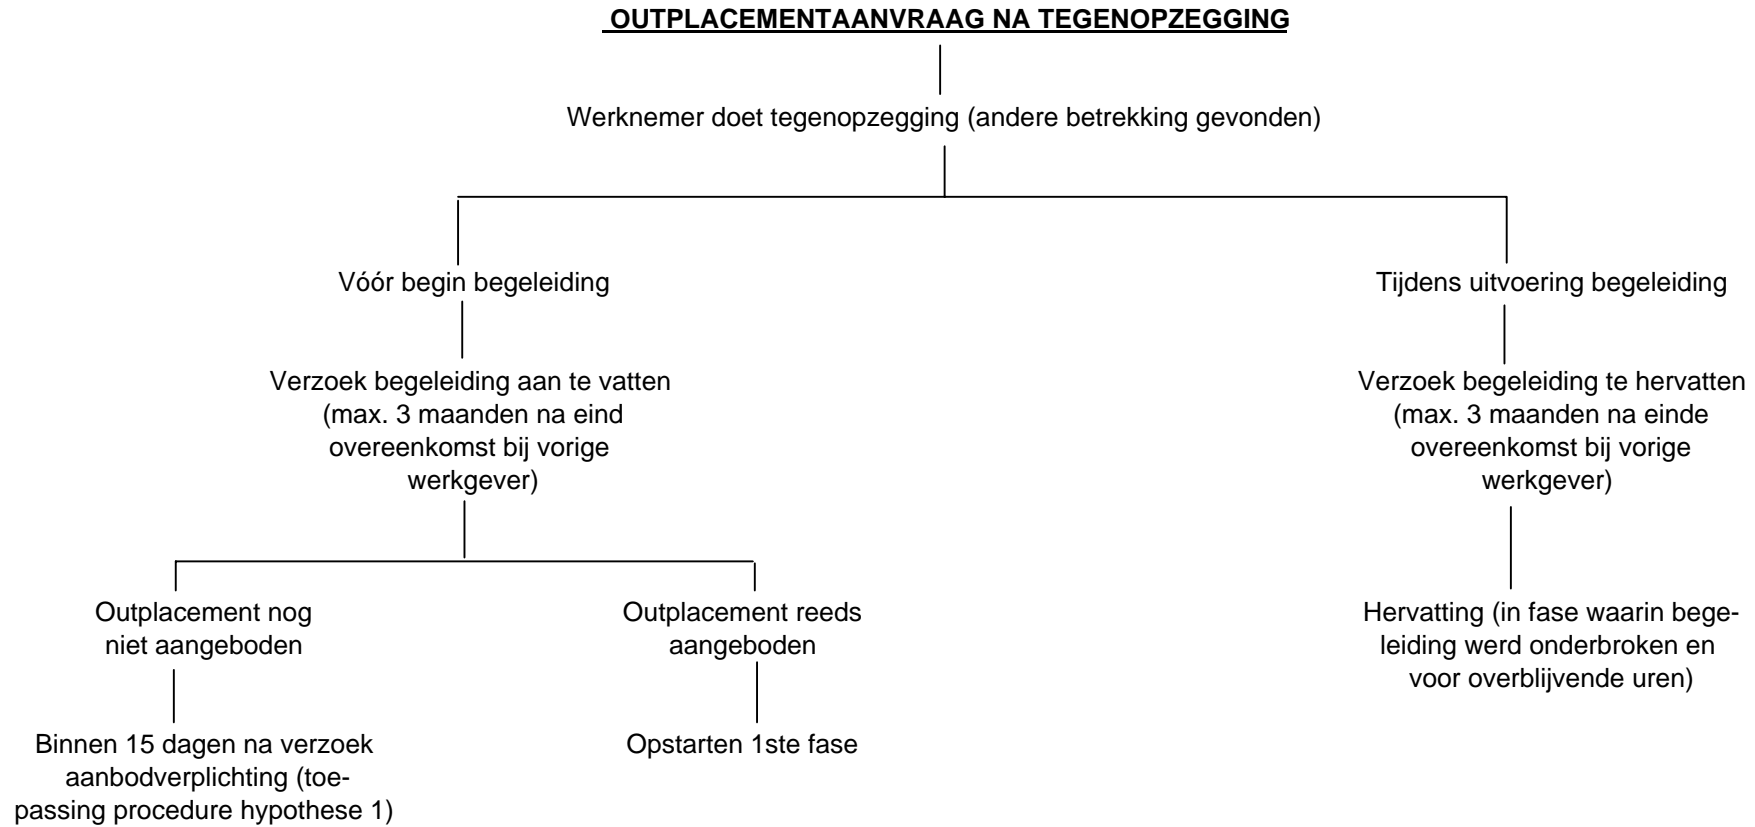 OUTPLACEMENTAANVRAAG NA TEGENOPZEGGING
Werknemer doet tegenopzegging (andere betrekking gevonden)
Vóór begin begeleiding
Verzoek begeleiding aan te vatten
(max. 3 maanden na eind
overeenkomst bij vorige
werkgever)
Outplacement nog
niet aangeboden
Binnen 15 dagen na verzoek
aanbodverplichting (toe-
passing procedure hypothese 1)
Outplacement reeds
aangeboden
Opstarten 1ste fase
Tijdens uitvoering begeleiding
Verzoek begeleiding te hervatten
(max. 3 maanden na einde
overeenkomst bij vorige
werkgever)
Hervatting (in fase waarin bege-
leiding werd onderbroken en
voor overblijvende uren)